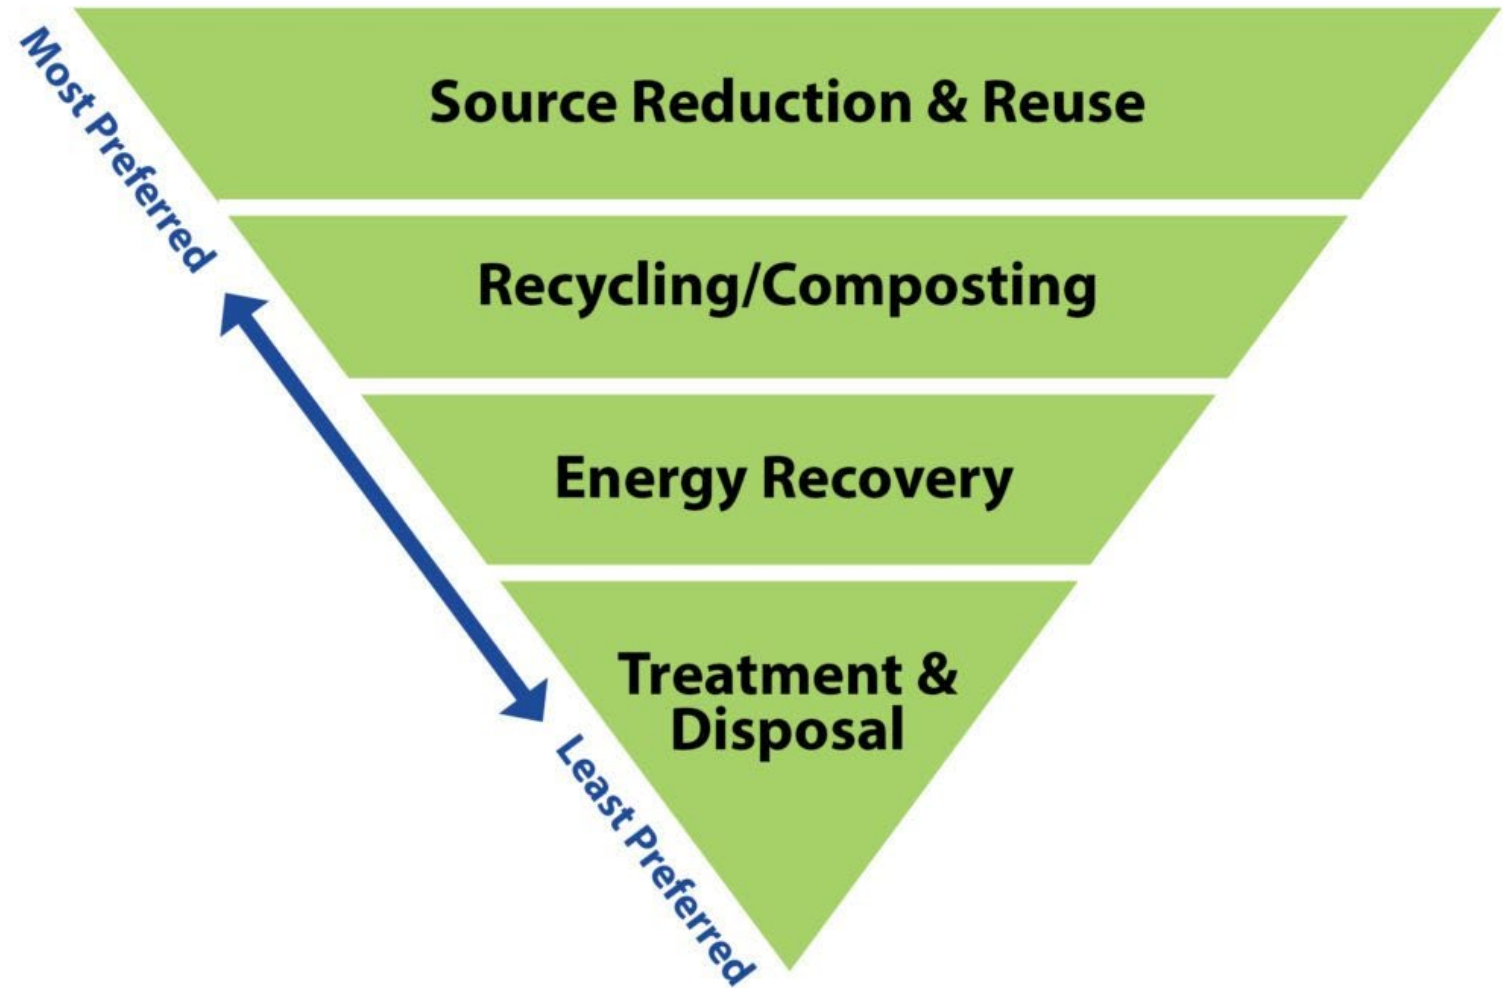 Most Preferred
Source Reduction & Reuse
Recycling/Composting
Energy Recovery
Treatment &
Disposal
Least Preferred